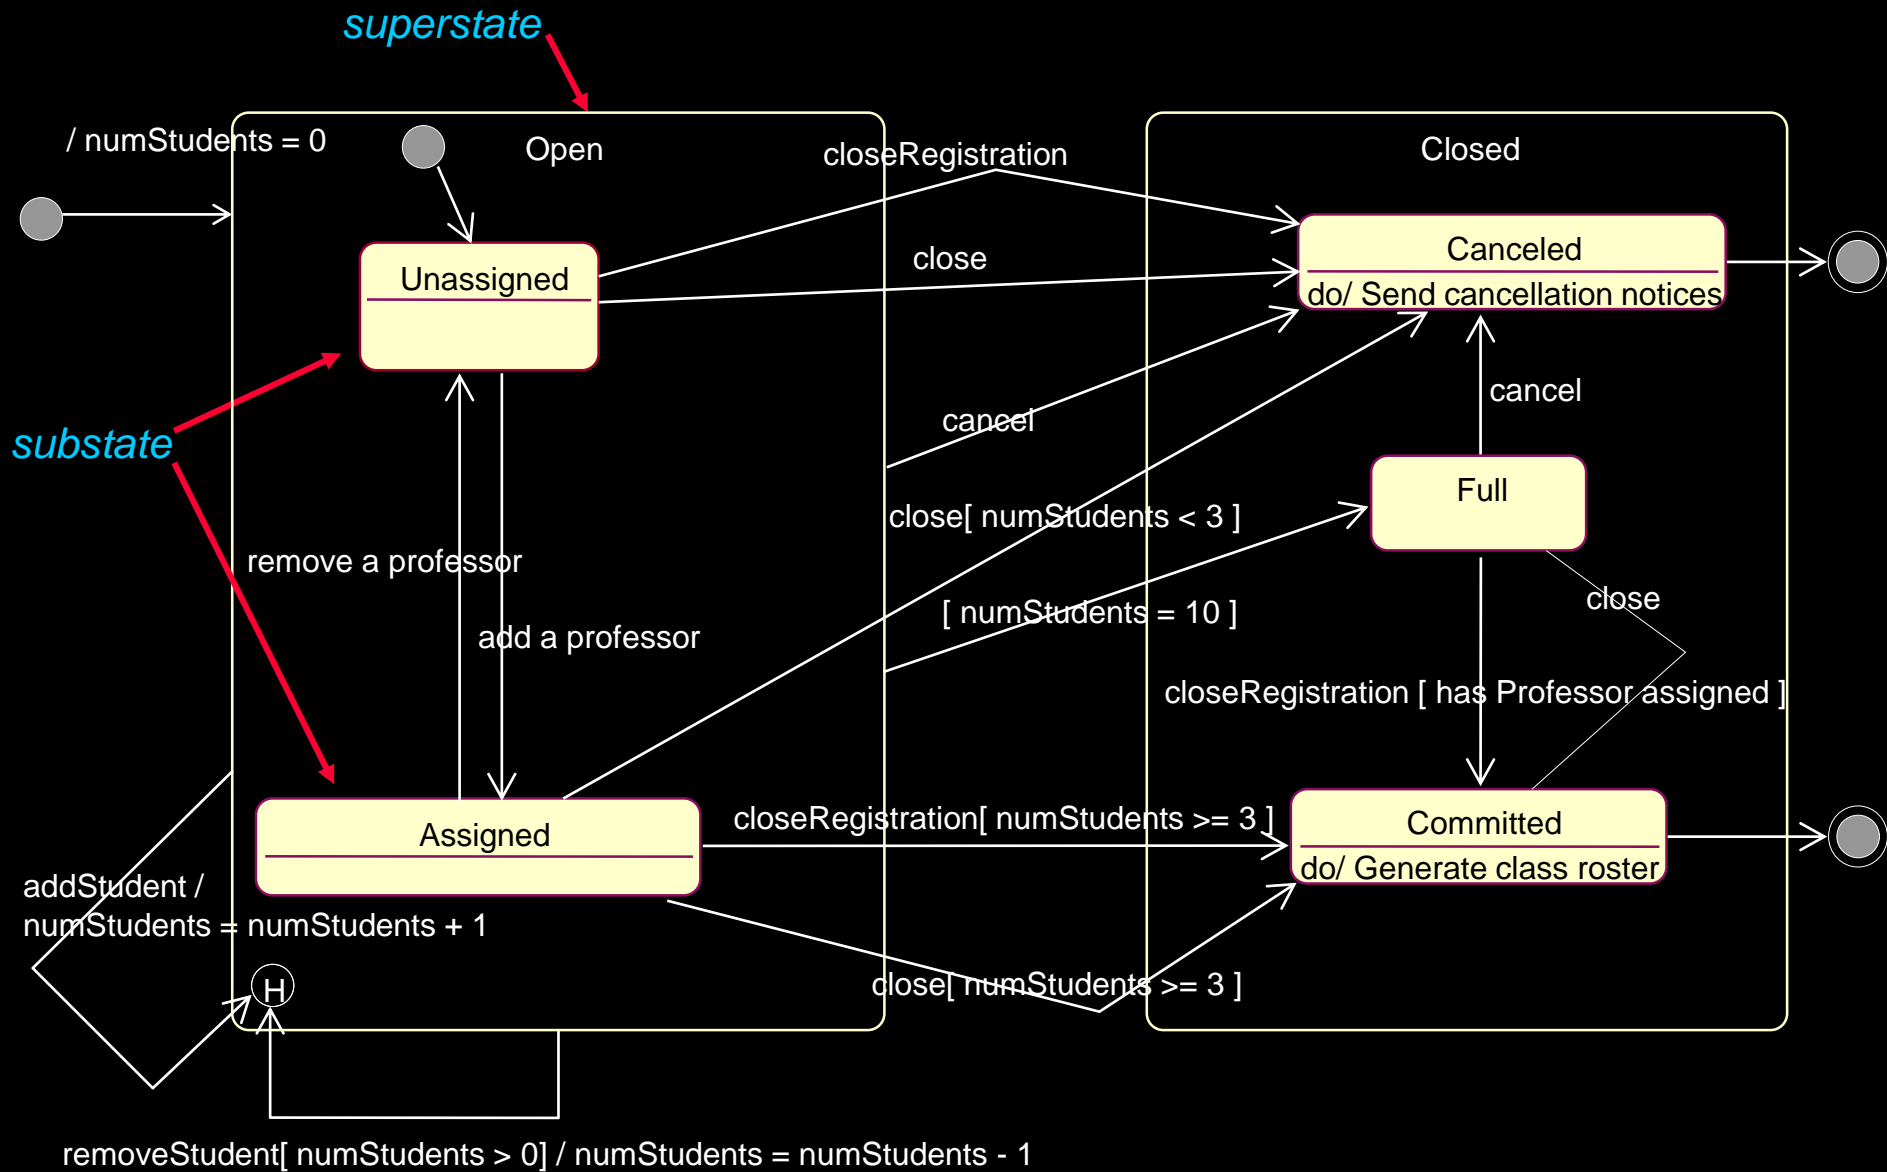 superstate
/ numStudents = 0
Open
closeRegistration
Closed
Unassigned
close
Canceled
do/ Send cancellation notices
cancel
cancel
substate
Full
close[ numStudents < 3 ]
remove a professor
close
[ numStudents = 10 ]
add a professor
closeRegistration [ has Professor assigned ]
Assigned
closeRegistration[ numStudents >= 3 ]
Committed
do/ Generate class roster
addStudent /
numStudents = numStudents + 1
H
close[ numStudents >= 3 ]
removeStudent[ numStudents > 0] / numStudents = numStudents - 1